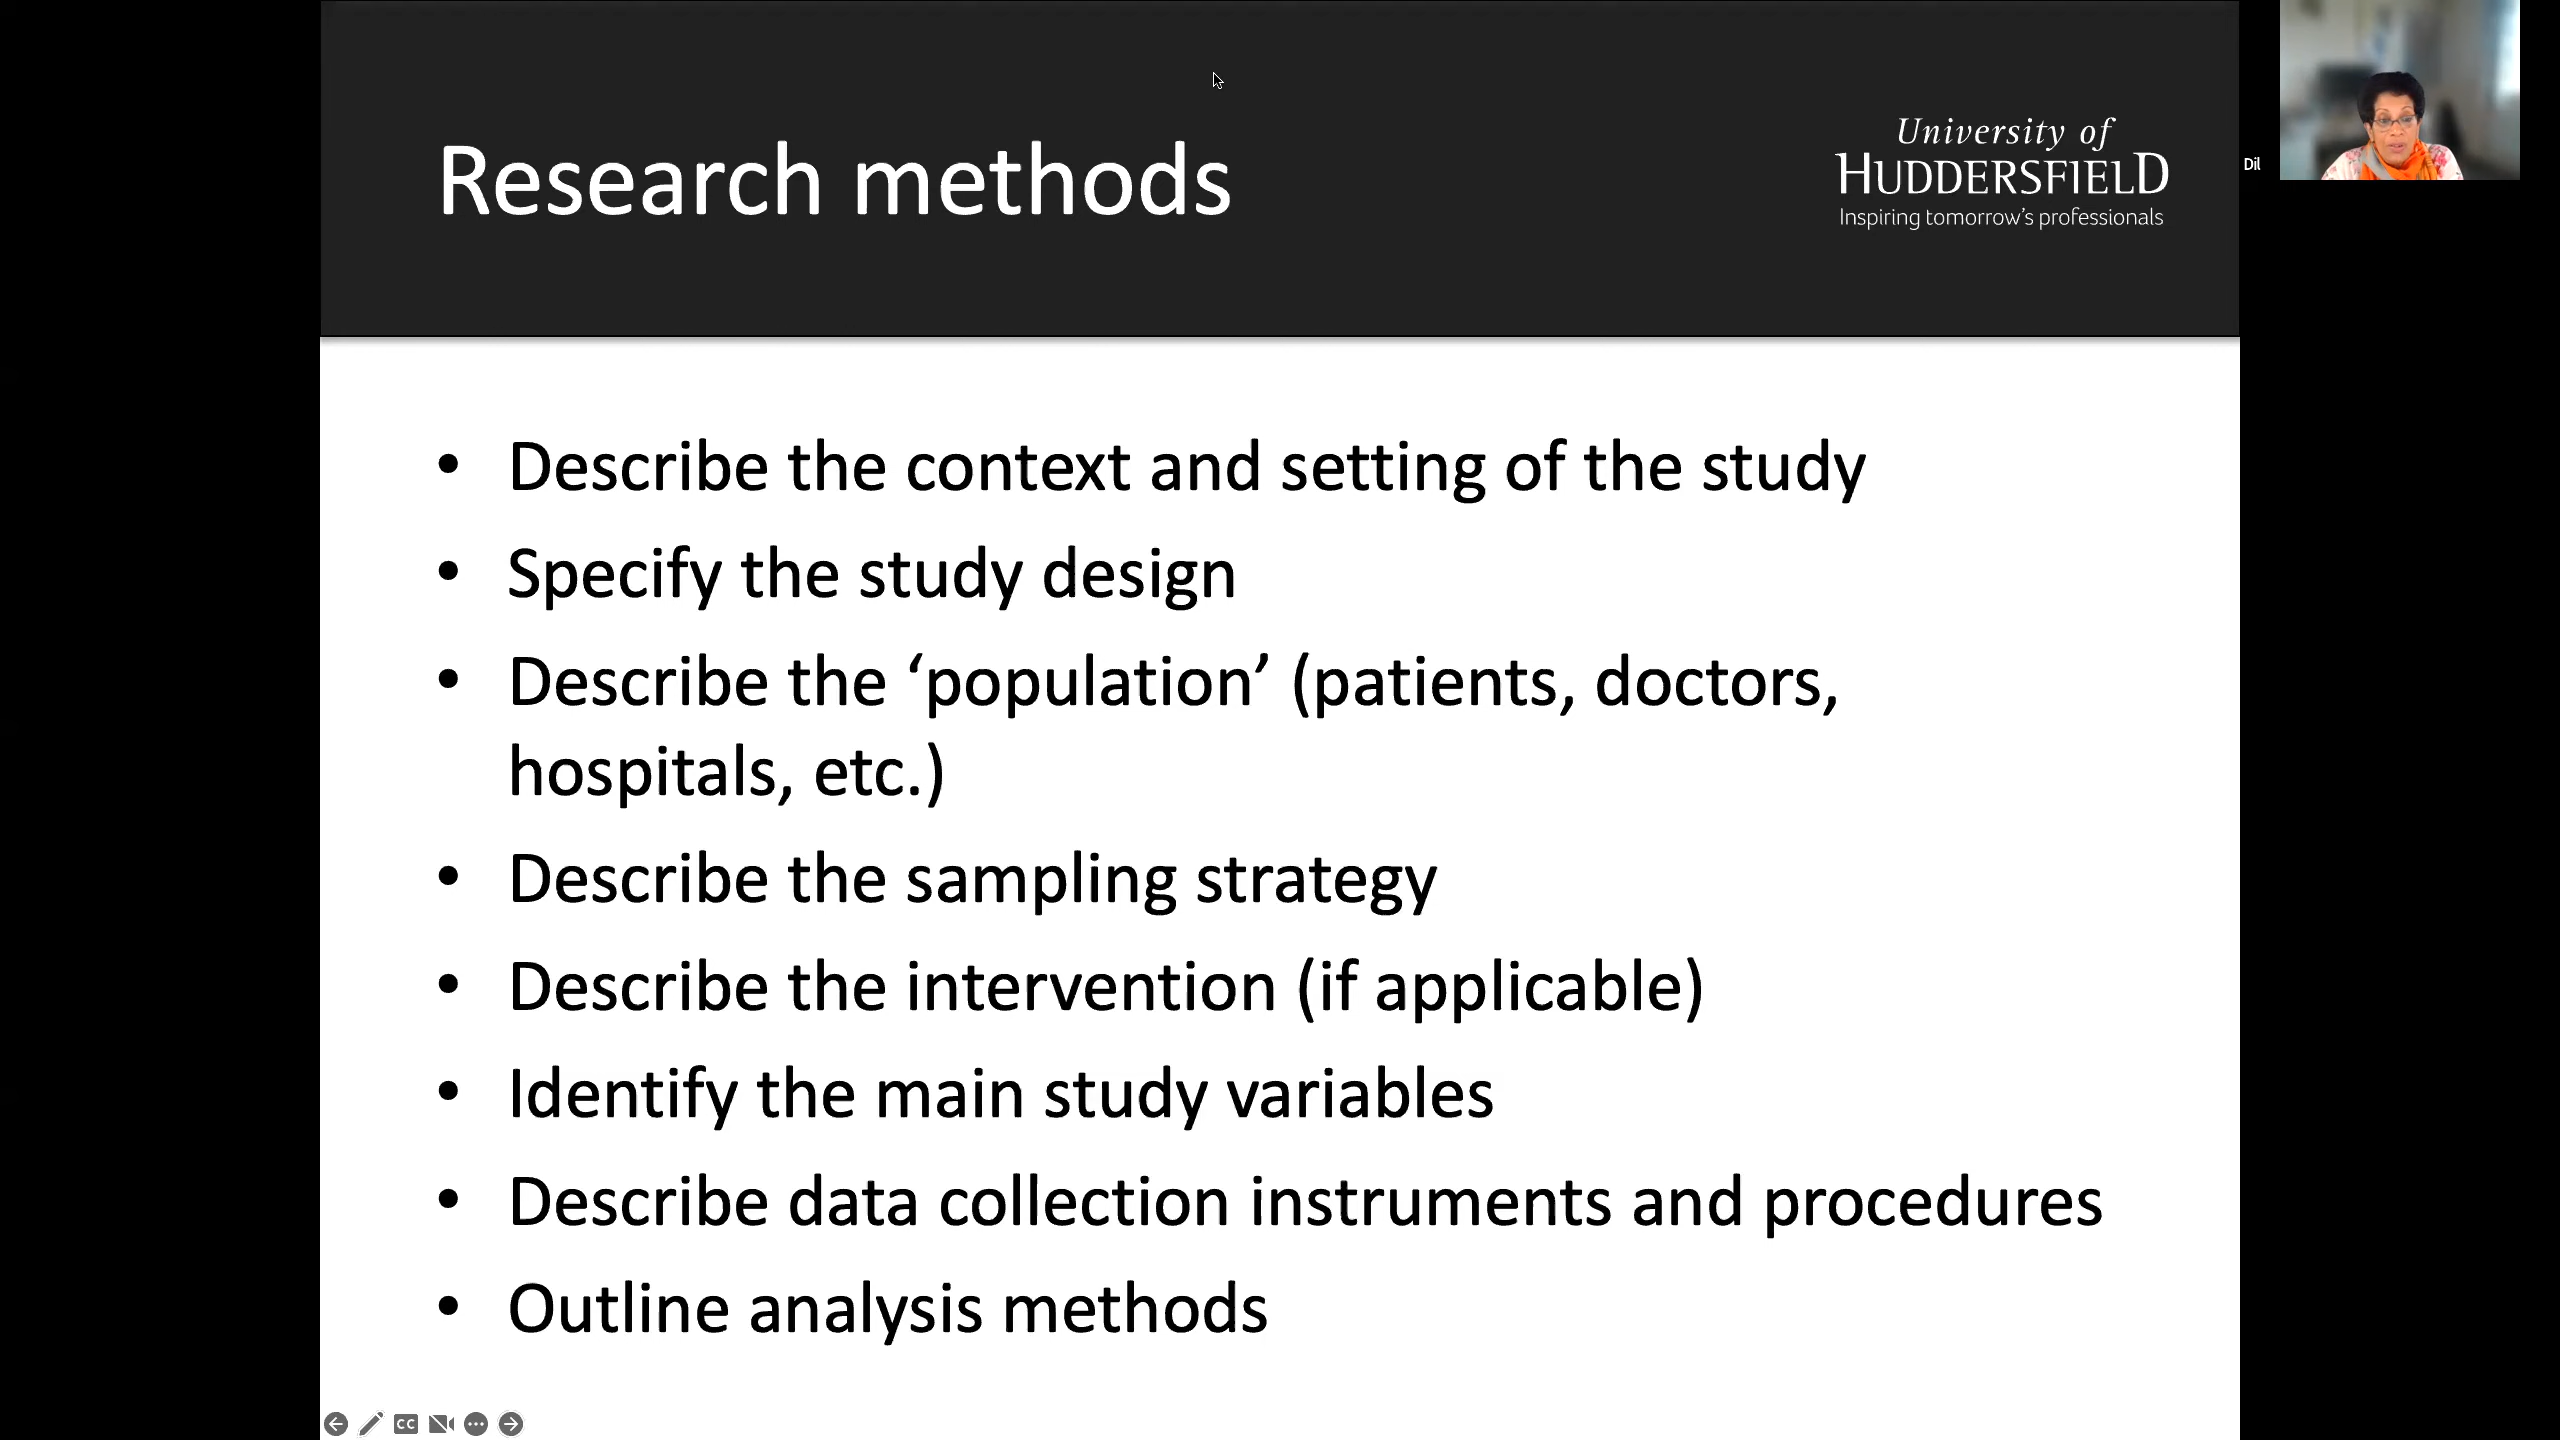 Research methods
University of
HUDDERSFIELD
Inspiring tomorrow's professionals
Dil
• Describe the context and setting of the study
• Specify the study design
• Describe the ‘population’ (patients, doctors,
hospitals, etc.)
• Describe the sampling strategy
• Describe the intervention (if applicable)
• Identify the main study variables
• Describe data collection instruments and procedures
• Outline analysis methods
CC